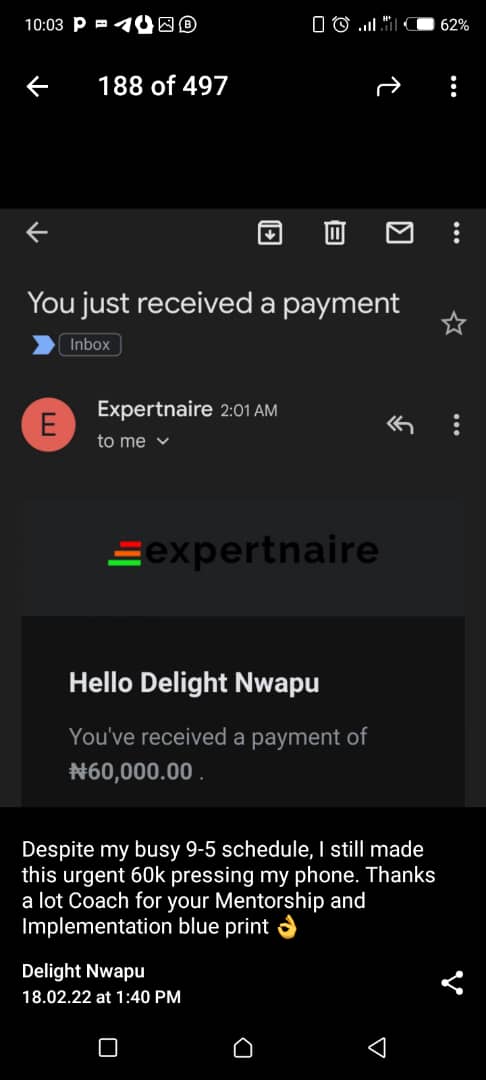 10:03
62%
188 of 497
You just received a payment
Inbox
E
Expertnaire 2:01 AM
to me
expertnaire
Hello Delight Nwapu
You've received a payment of
₦60,000.00 .
Despite my busy 9-5 schedule, I still made
this urgent 60k pressing my phone. Thanks
a lot Coach for your Mentorship and
Implementation blue print 👌
Delight Nwapu
18.02.22 at 1:40 PM